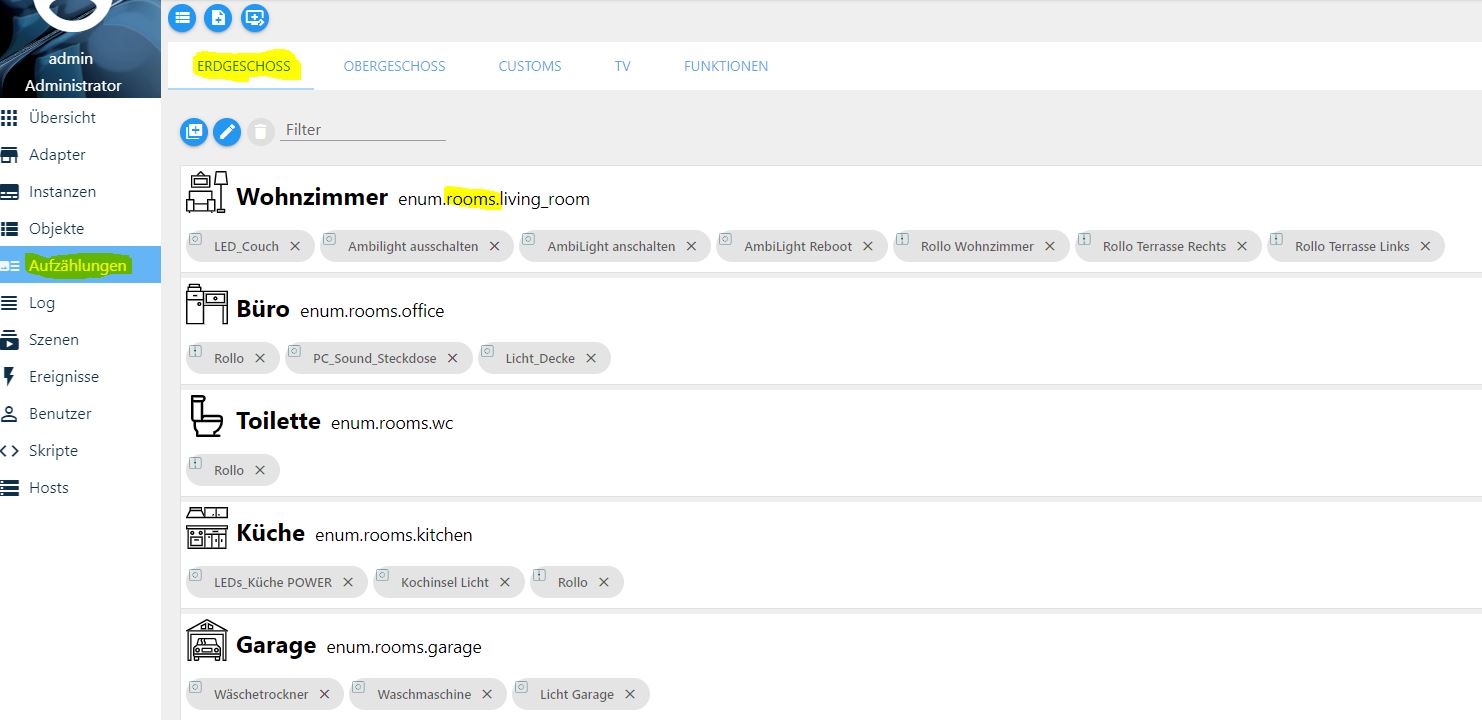 admin
Administrator
Übersicht
Adapter
Instanzen
Objekte
Aufzählungen
Log
Szenen
Ereignisse
Benutzer
Skripte
Hosts
ERDGESCHOSS OBERGESCHOSS CUSTOMS TV FUNKTIONEN
Filter
Wohnzimmer enum.rooms.living_room
LED_Couch Ambilight ausschalten AmbiLight anschalten AmbiLight Reboot Rollo Wohnzimmer Rollo Terrasse Rechts Rollo Terrasse Links
Büro enum.rooms.office
Rollo PC_Sound_Steckdose Licht_Decke
Toilette enum.rooms.wc
Rollo
Küche enum.rooms.kitchen
LEDs_Küche POWER Kochinsel Licht Rollo
Garage enum.rooms.garage
Wäschetrockner Waschmaschine Licht Garage